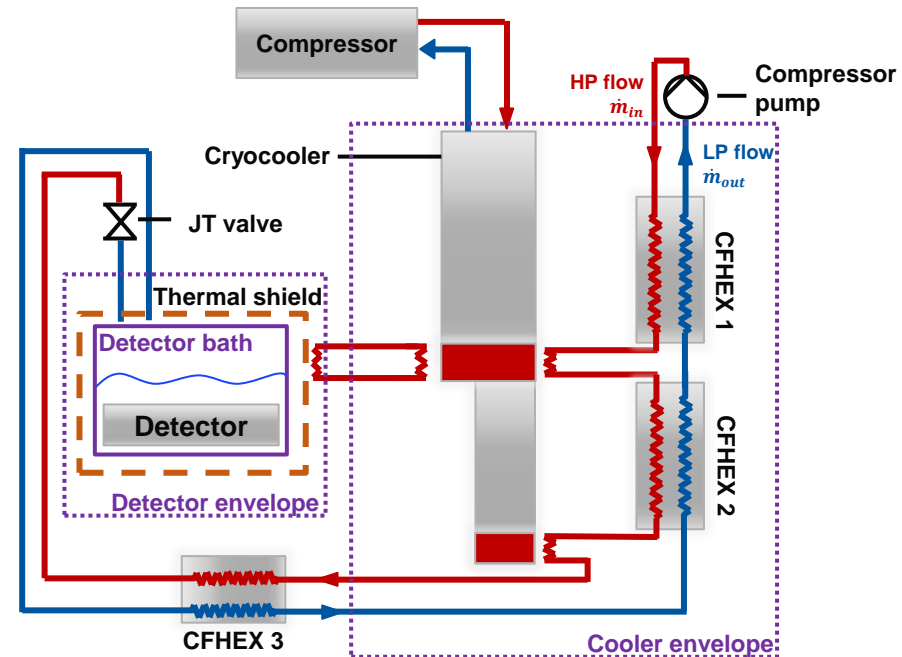 Compressor
HP flow
ṁin
Compressor
pump
Cryocooler
LP flow
ṁout
JT valve
CFHEX 1
Thermal shield
Detector bath
Detector
CFHEX 2
Detector envelope
CFHEX 3
Cooler envelope